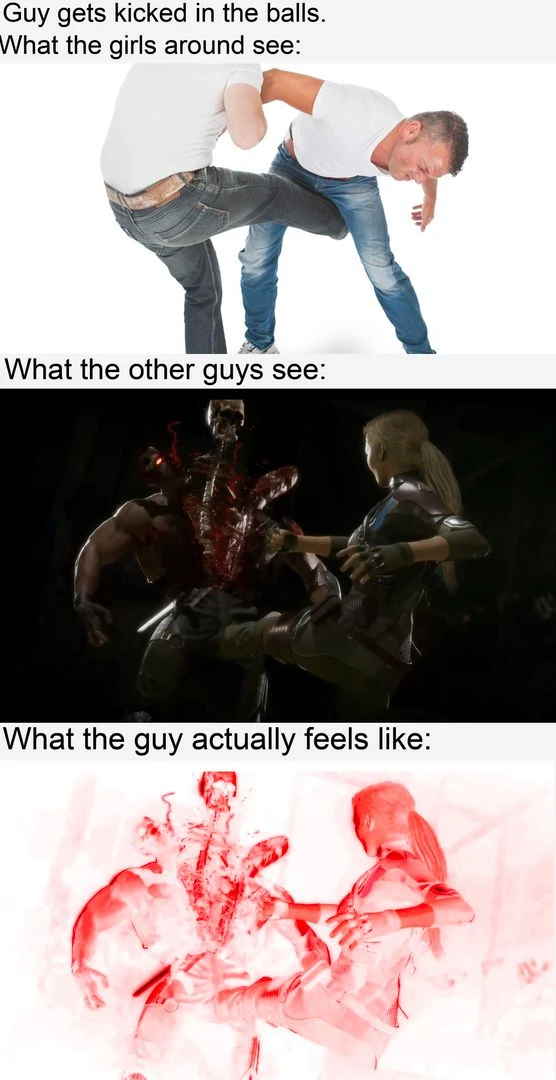 Guy gets kicked in the balls.
What the girls around see:
What the other guys see:
What the guy actually feels like: